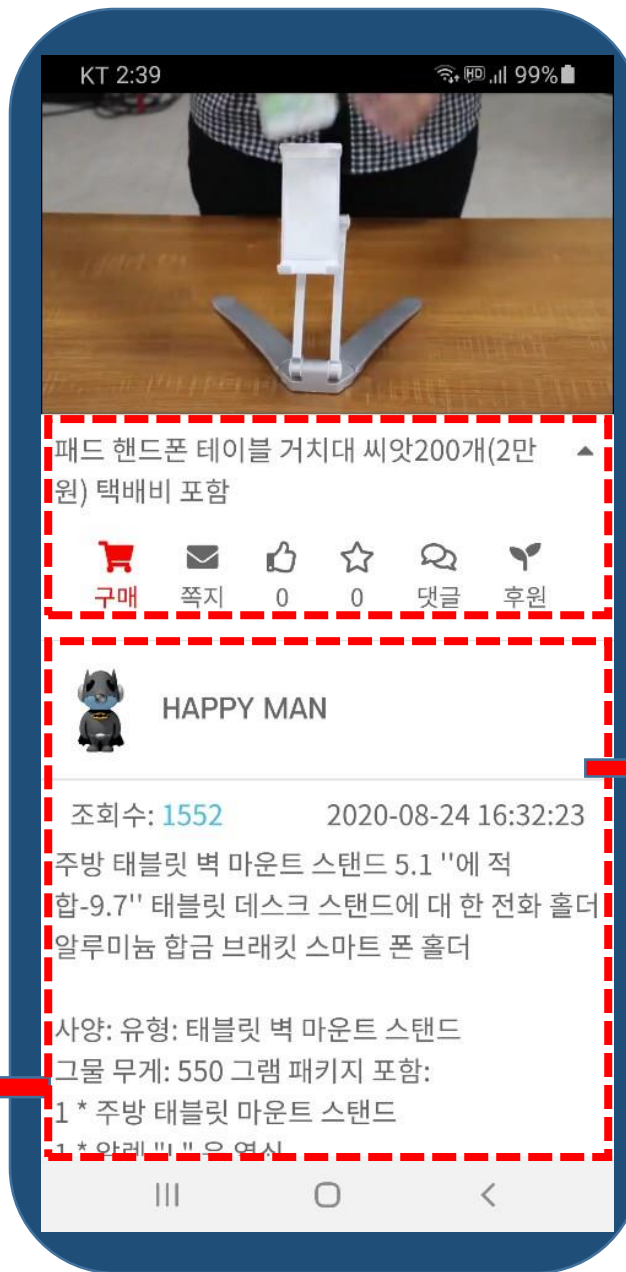 KT 2:39 HD 99%
패드 핸드폰 테이블 거치대 씨앗200개(2만
원) 택배비 포함
구매 쪽지 0 0 댓글 후원
HAPPY MAN
조회수: 1552 2020-08-24 16:32:23
주방 태블릿 벽 마운트 스탠드 5.1 ''에 적
합-9.7'' 태블릿 데스크 스탠드에 대 한 전화 홀더
알루미늄 합금 브래킷 스마트 폰 홀더
사양: 유형: 태블릿 벽 마운트 스탠드
그물 무게: 550 그램 패키지 포함:
1 * 주방 태블릿 마운트 스탠드
1 * 알렌 "L"